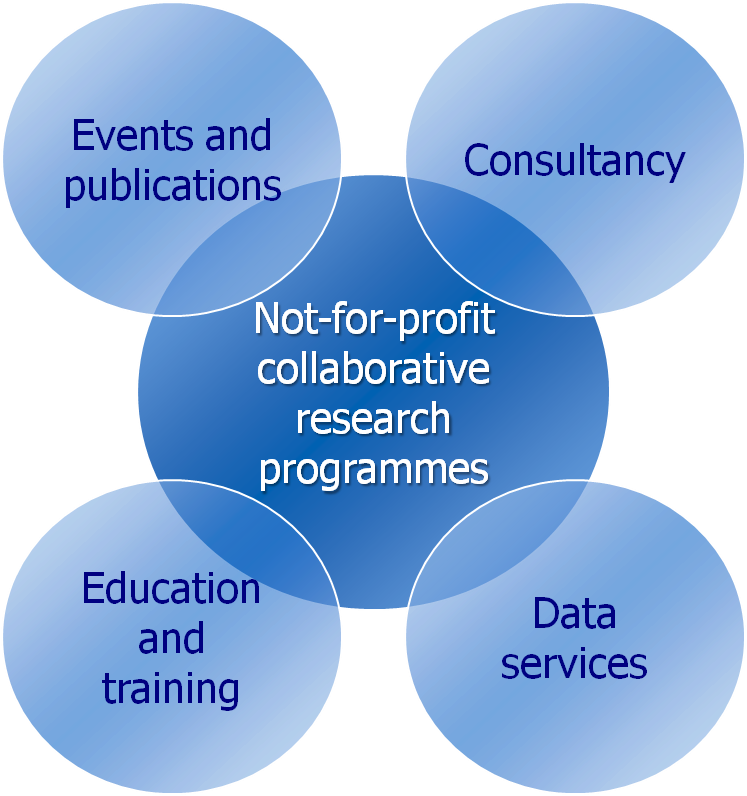 Events and
publications
Consultancy
Not-for-profit
collaborative
research
programmes
Education
and
training
Data
services